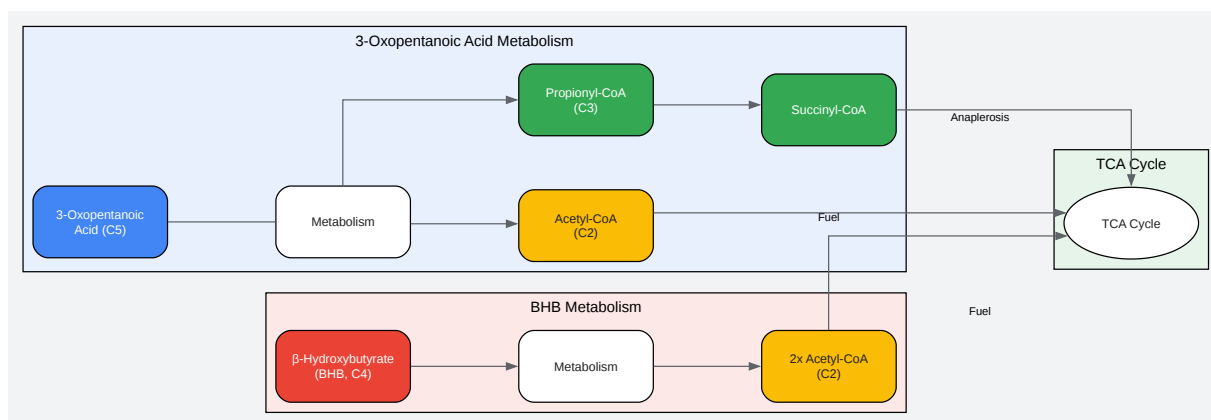 3-Oxopentanoic Acid Metabolism
Propionyl-CoA
(C3)
Succinyl-CoA
Anaplerosis
TCA Cycle
3-Oxopentanoic
Acid (C5)
Metabolism
Acetyl-CoA
(C2)
Fuel
TCA Cycle
BHB Metabolism
Fuel
β-Hydroxybutyrate
(BHB, C4)
Metabolism
2x Acetyl-CoA
(C2)